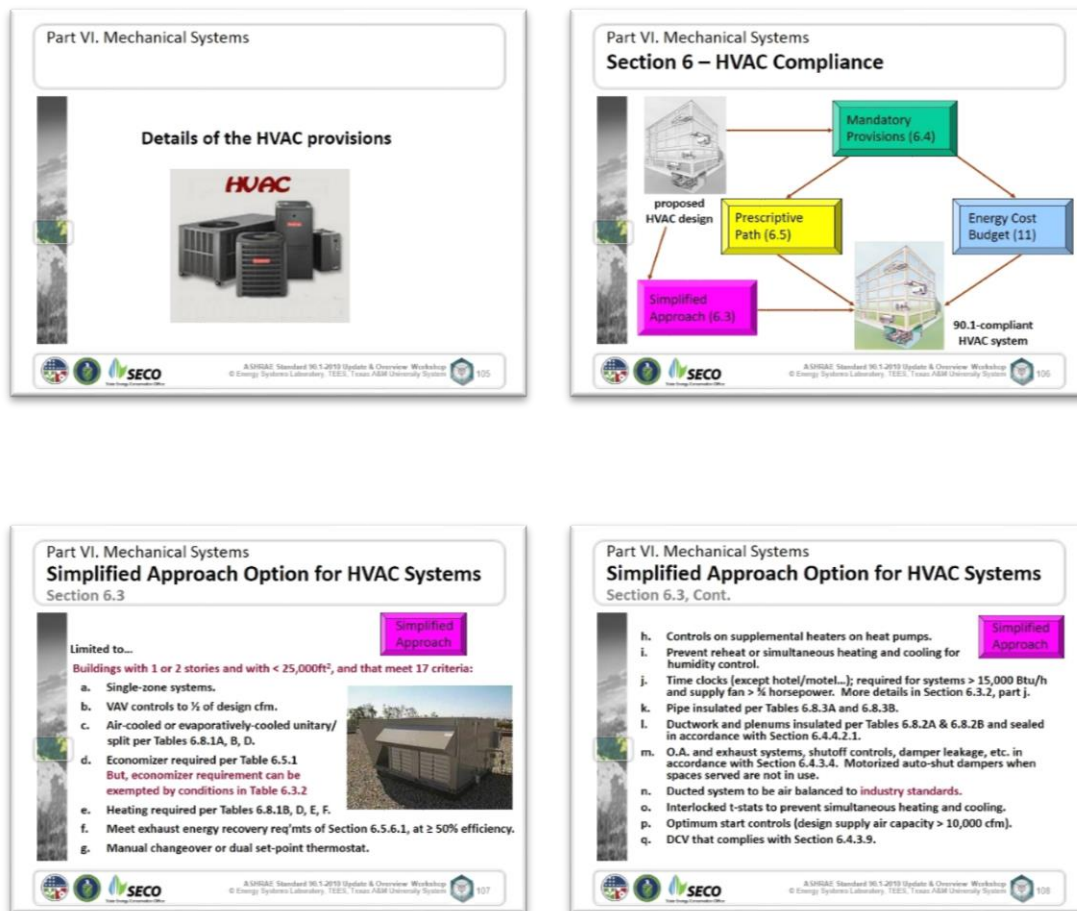 Part VI. Mechanical Systems
Details of the HVAC provisions
HVAC
SECO
State Energy Conservation Office
ASHRAE Standard 90.1-2010 Update & Overview Workshop
© Energy Systems Laboratory, TEES, Texas A&M University System
105
Part VI. Mechanical Systems
Section 6 – HVAC Compliance
Mandatory
Provisions (6.4)
proposed
HVAC design
Prescriptive
Path (6.5)
Energy Cost
Budget (11)
Simplified
Approach (6.3)
90.1-compliant
HVAC system
SECO
State Energy Conservation Office
ASHRAE Standard 90.1-2010 Update & Overview Workshop
© Energy Systems Laboratory, TEES, Texas A&M University System
106
Part VI. Mechanical Systems
Simplified Approach Option for HVAC Systems
Section 6.3
Simplified
Approach
Limited to...
Buildings with 1 or 2 stories and with < 25,000ft², and that meet 17 criteria:
a. Single-zone systems.
b. VAV controls to ⅓ of design cfm.
c. Air-cooled or evaporatively-cooled unitary/
split per Tables 6.8.1A, B, D.
d. Economizer required per Table 6.5.1
But, economizer requirement can be
exempted by conditions in Table 6.3.2
e. Heating required per Tables 6.8.1B, D, E, F.
f. Meet exhaust energy recovery req'mts of Section 6.5.6.1, at ≥ 50% efficiency.
g. Manual changeover or dual set-point thermostat.
SECO
State Energy Conservation Office
ASHRAE Standard 90.1-2010 Update & Overview Workshop
© Energy Systems Laboratory, TEES, Texas A&M University System
107
Part VI. Mechanical Systems
Simplified Approach Option for HVAC Systems
Section 6.3, Cont.
Simplified
Approach
h. Controls on supplemental heaters on heat pumps.
i. Prevent reheat or simultaneous heating and cooling for
humidity control.
j. Time clocks (except hotel/motel...); required for systems > 15,000 Btu/h
and supply fan > ¾ horsepower. More details in Section 6.3.2, part j.
k. Pipe insulated per Tables 6.8.3A and 6.8.3B.
l. Ductwork and plenums insulated per Tables 6.8.2A & 6.8.2B and sealed
in accordance with Section 6.4.4.2.1.
m. O.A. and exhaust systems, shutoff controls, damper leakage, etc. in
accordance with Section 6.4.3.4. Motorized auto-shut dampers when
spaces served are not in use.
n. Ducted system to be air balanced to industry standards.
o. Interlocked t-stats to prevent simultaneous heating and cooling.
p. Optimum start controls (design supply air capacity > 10,000 cfm).
q. DCV that complies with Section 6.4.3.9.
SECO
State Energy Conservation Office
ASHRAE Standard 90.1-2010 Update & Overview Workshop
© Energy Systems Laboratory, TEES, Texas A&M University System
108